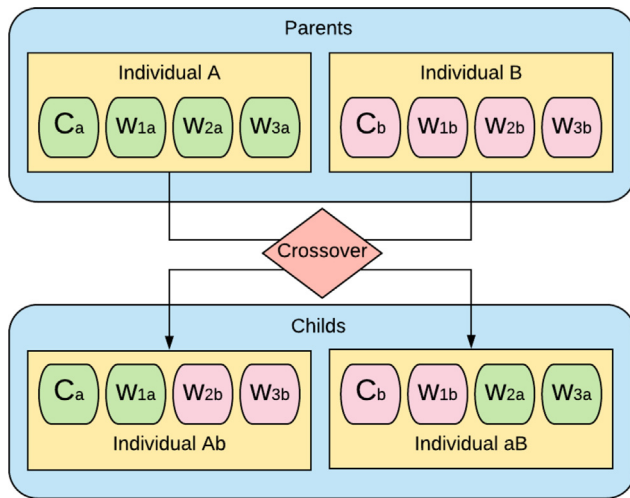 Parents
Individual A
Individual B
Ca W1a W2a W3a
Cb W1b W2b W3b
Crossover
Childs
Ca W1a W2b W3b
Cb W1b W2a W3a
Individual Ab
Individual aB